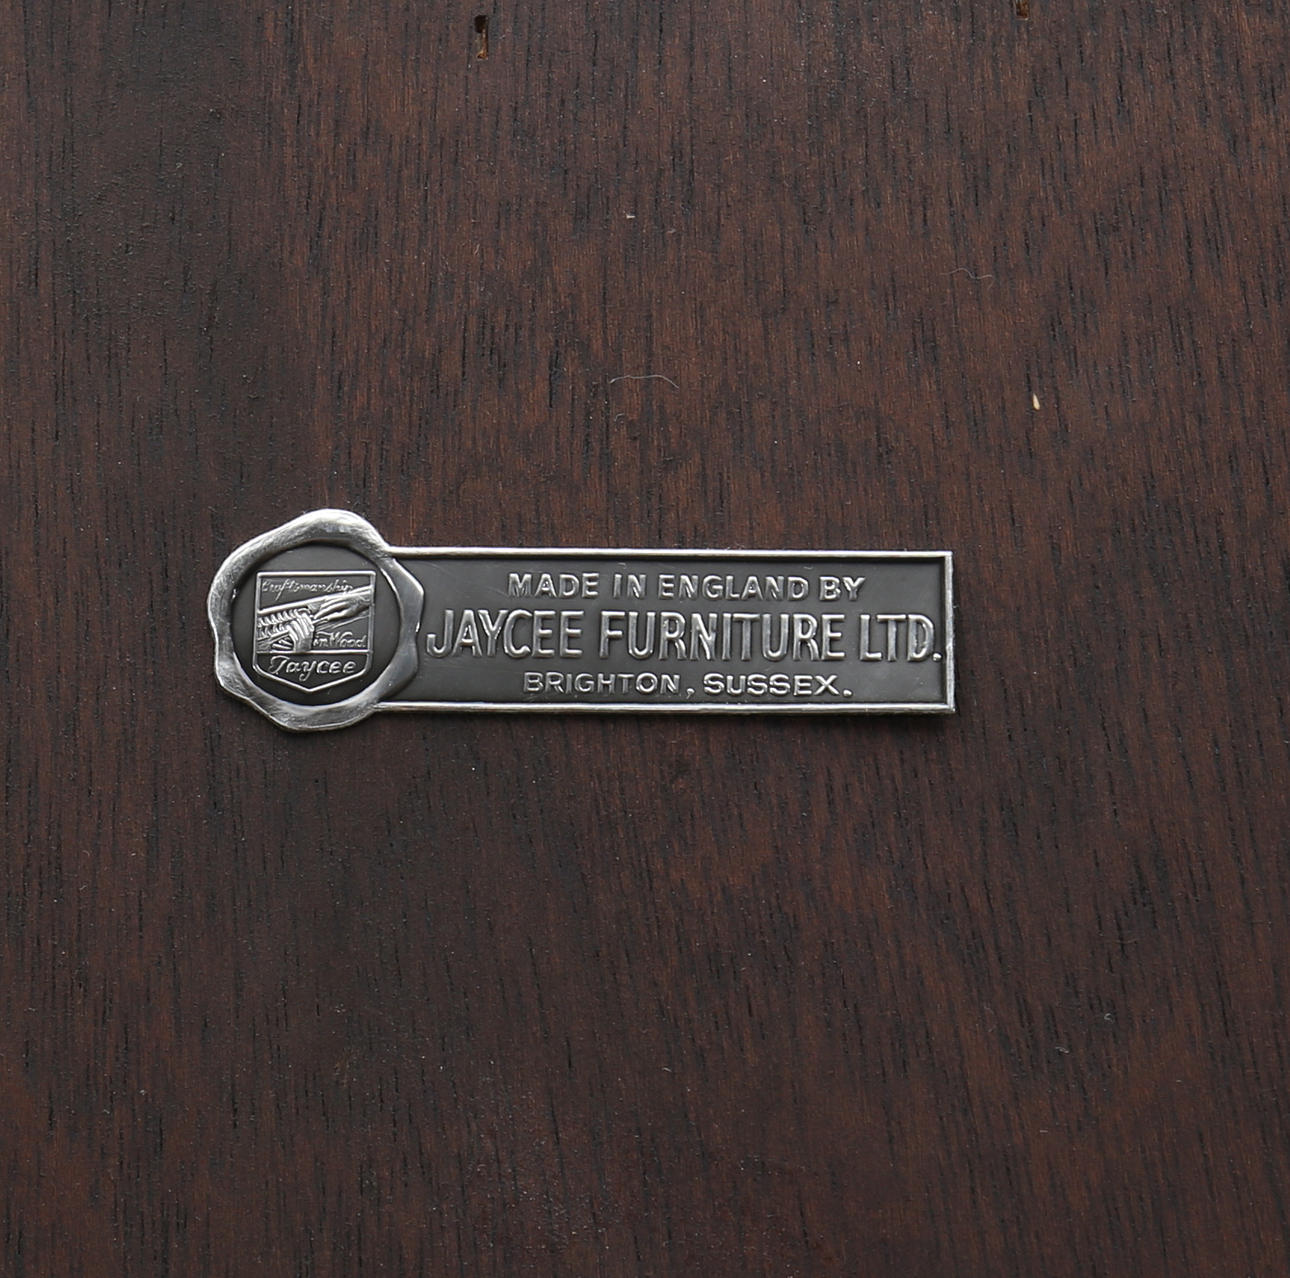 Craftsmanship
in Wood
Jaycee
MADE IN ENGLAND BY
JAYCEE FURNITURE LTD.
BRIGHTON, SUSSEX.